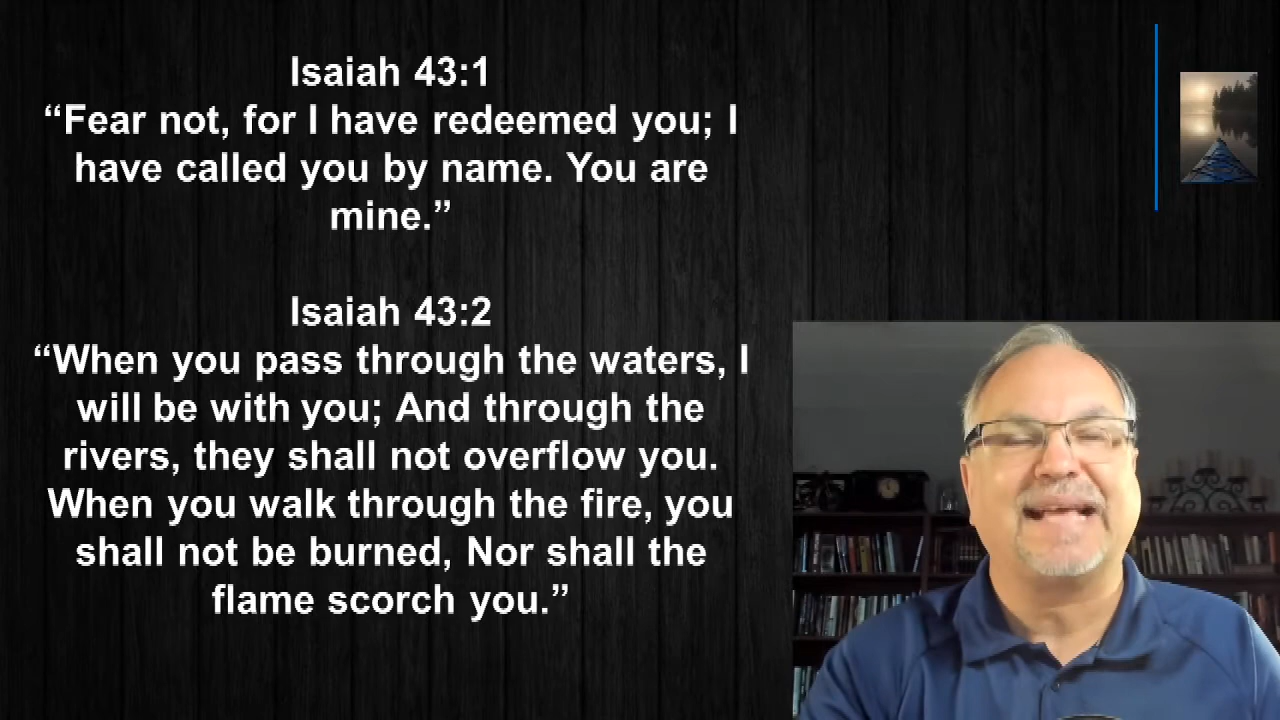 Isaiah 43:1
“Fear not, for I have redeemed you; I
have called you by name. You are
mine.”
Isaiah 43:2
“When you pass through the waters, I
will be with you; And through the
rivers, they shall not overflow you.
When you walk through the fire, you
shall not be burned, Nor shall the
flame scorch you.”